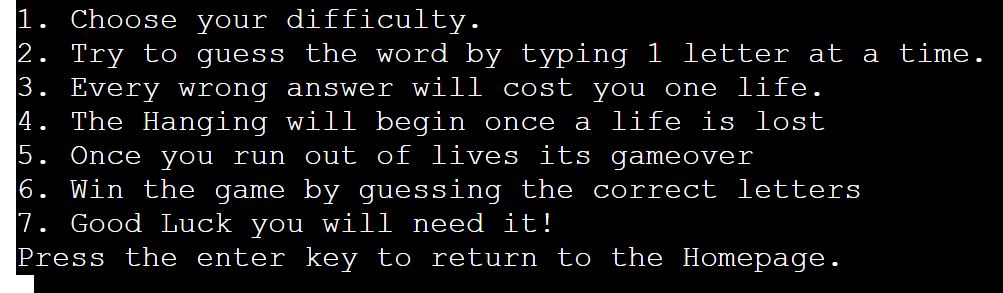 1. Choose your difficulty.
2. Try to guess the word by typing 1 letter at a time.
3. Every wrong answer will cost you one life.
4. The Hanging will begin once a life is lost
5. Once you run out of lives its gameover
6. Win the game by guessing the correct letters
7. Good Luck you will need it!
Press the enter key to return to the Homepage.